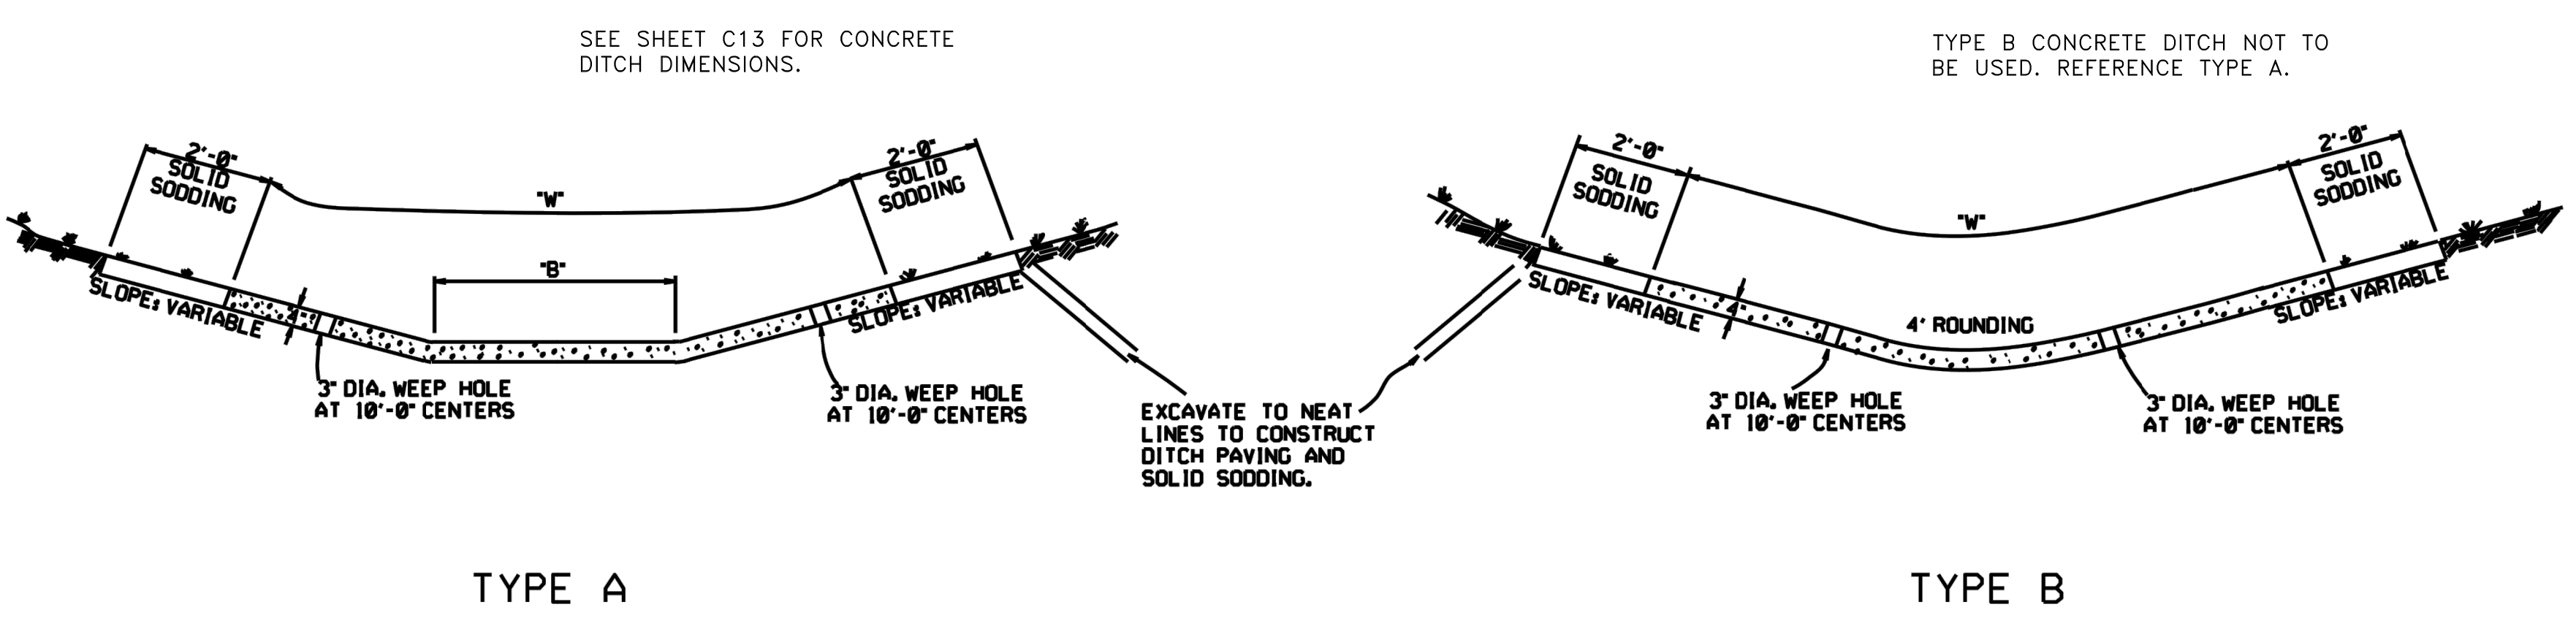 SEE SHEET C13 FOR CONCRETE
DITCH DIMENSIONS.
2'-0"
SOLID
SODDING
"W"
2'-0"
SOLID
SODDING
"B"
SLOPE: VARIABLE
4"
SLOPE: VARIABLE
3" DIA. WEEP HOLE
AT 10'-0" CENTERS
3" DIA. WEEP HOLE
AT 10'-0" CENTERS
TYPE A
EXCAVATE TO NEAT
LINES TO CONSTRUCT
DITCH PAVING AND
SOLID SODDING.
TYPE B CONCRETE DITCH NOT TO
BE USED. REFERENCE TYPE A.
2'-0"
SOLID
SODDING
"W"
2'-0"
SOLID
SODDING
SLOPE: VARIABLE
4"
4' ROUNDING
SLOPE: VARIABLE
3" DIA. WEEP HOLE
AT 10'-0" CENTERS
3" DIA. WEEP HOLE
AT 10'-0" CENTERS
TYPE B